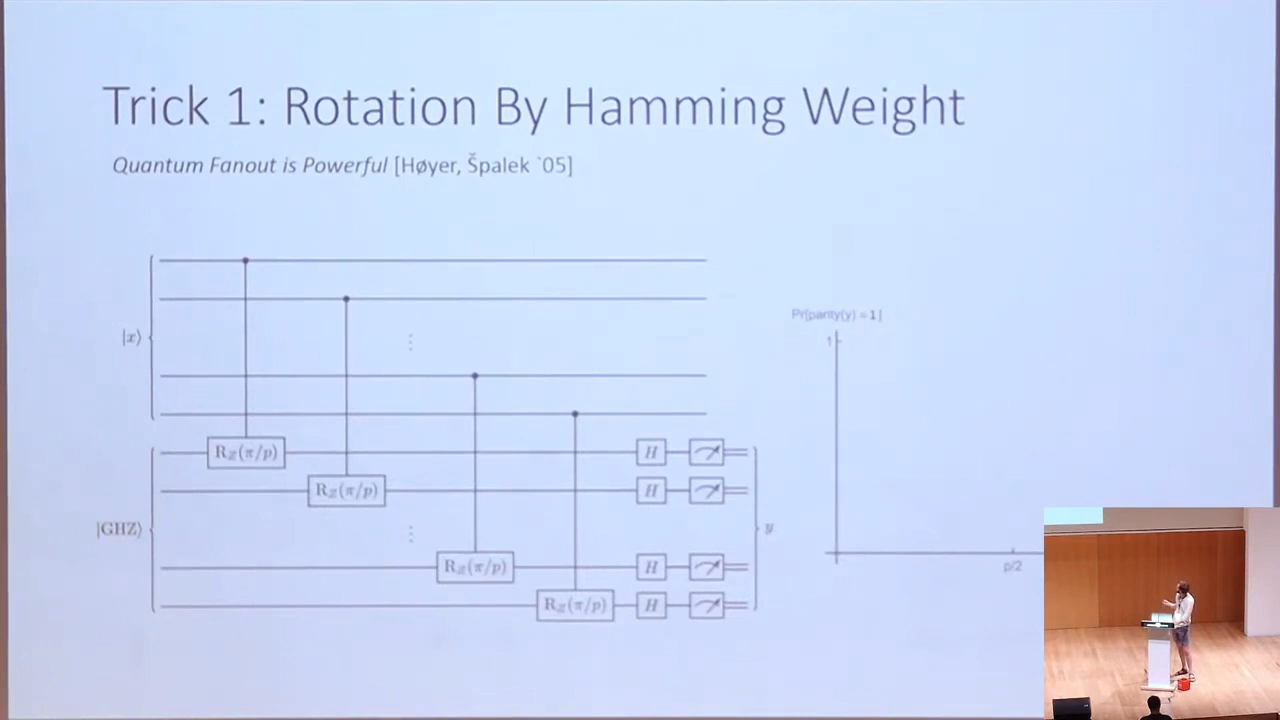 Trick 1: Rotation By Hamming Weight
Quantum Fanout is Powerful [Høyer, Špalek `05]
|x⟩
R_Z(π/p)
R_Z(π/p)
R_Z(π/p)
R_Z(π/p)
|GHZ⟩
H
H
H
H
y
Pr[parity(y) = 1]
1
p/2